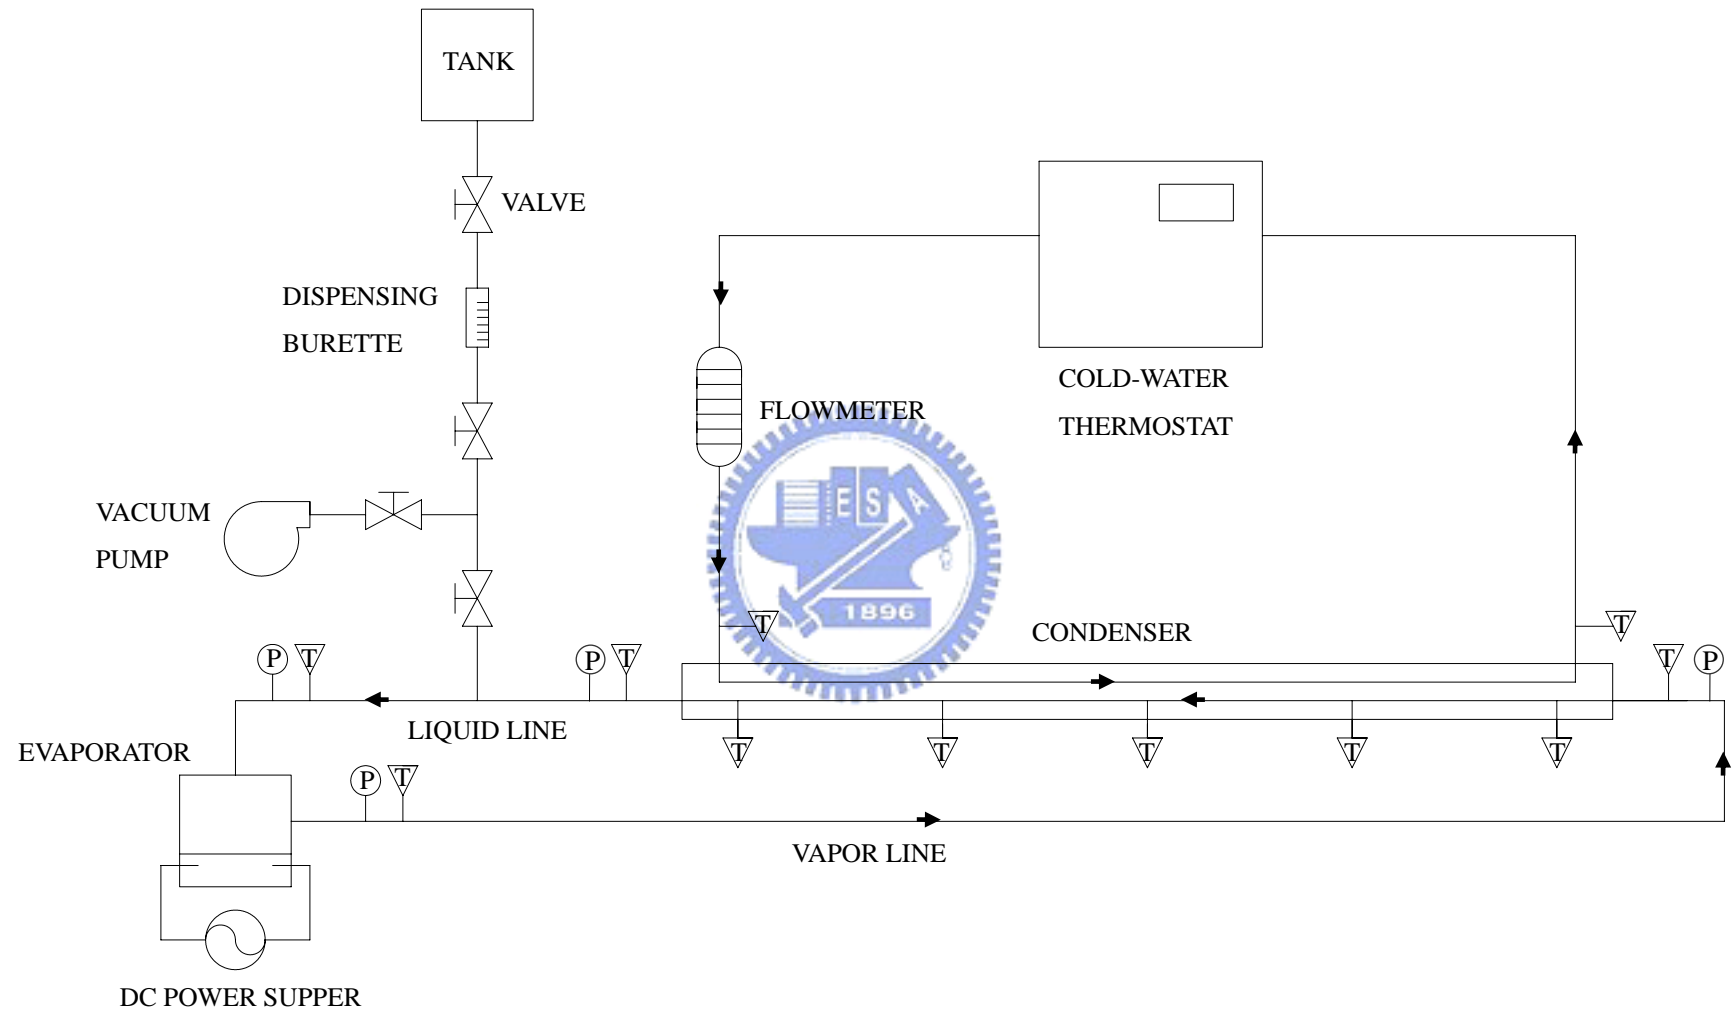 TANK
VALVE
DISPENSING
BURETTE
COLD-WATER
THERMOSTAT
FLOWMETER
E S A
VACUUM
PUMP
1896
T
T
CONDENSER
P T
P T
T P
LIQUID LINE
EVAPORATOR
T T T T T
P T
VAPOR LINE
DC POWER SUPPER